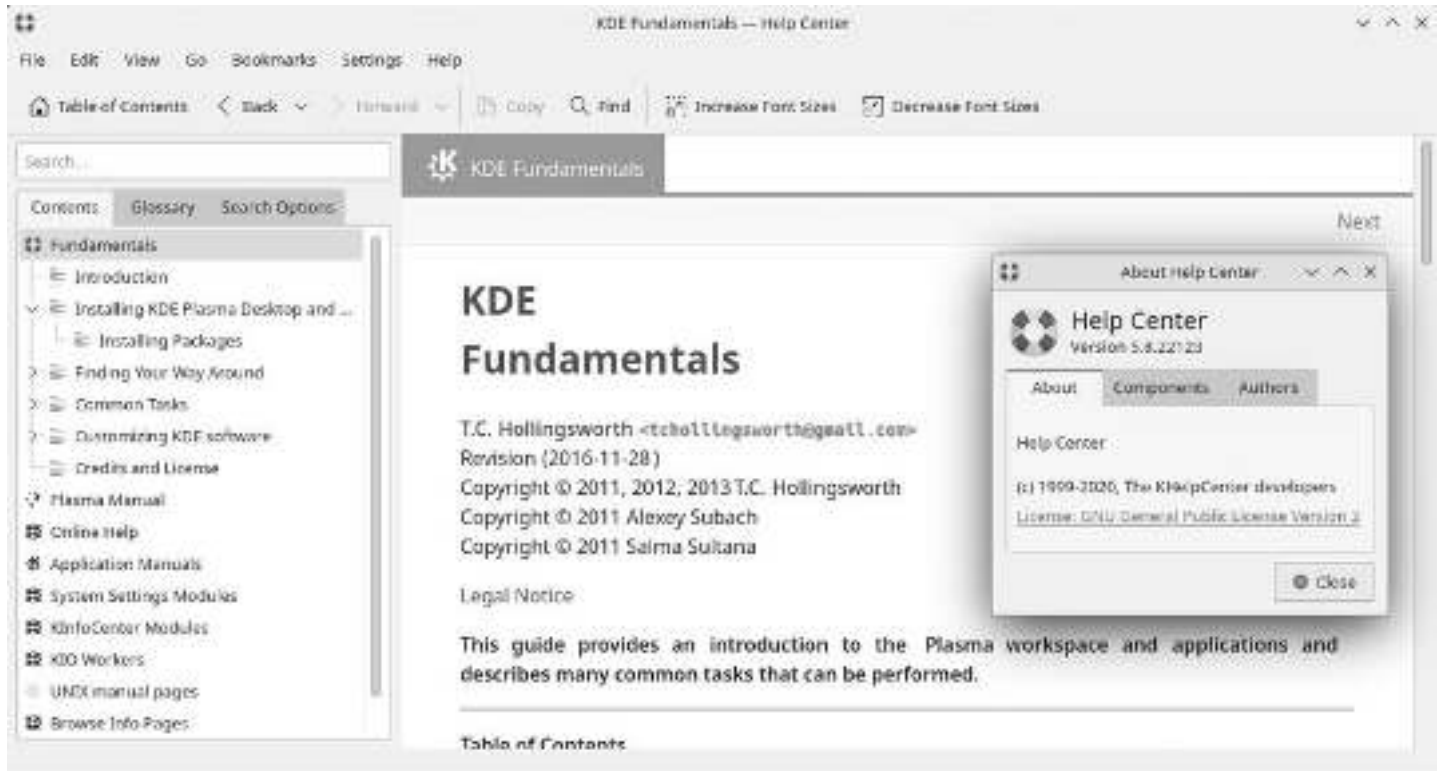 KDE Fundamentals — Help Center
File Edit View Go Bookmarks Settings Help
Table of Contents Back Forward Copy Find Increase Font Sizes Decrease Font Sizes
Search...
KDE Fundamentals
Contents Glossary Search Options
Next
Fundamentals
Introduction
Installing KDE Plasma Desktop and ...
Installing Packages
Finding Your Way Around
Common Tasks
Customizing KDE software
Credits and License
Plasma Manual
Online Help
Application Manuals
System Settings Modules
KInfoCenter Modules
KIO Workers
UNIX manual pages
Browse Info Pages
KDE
Fundamentals
T.C. Hollingsworth <tchollingsworth@gmail.com>
Revision (2016-11-28)
Copyright © 2011, 2012, 2013 T.C. Hollingsworth
Copyright © 2011 Alexey Subach
Copyright © 2011 Salma Sultana
Legal Notice
This guide provides an introduction to the Plasma workspace and applications and
describes many common tasks that can be performed.
Table of Contents
About Help Center
Help Center
Version 5.8.22123
About Components Authors
Help Center
(c) 1999-2020, The KHelpCenter developers
License: GNU General Public License Version 2
Close